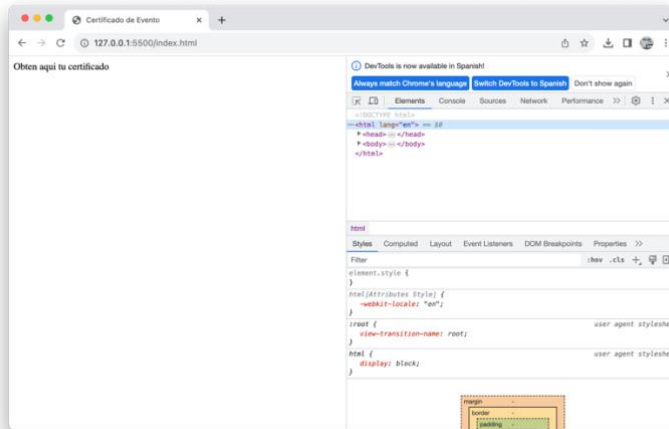 Certificado de Evento
127.0.0.1:5500/index.html
Obten aqui tu certificado
DevTools is now available in Spanish!
Always match Chrome's language Switch DevTools to Spanish Don't show again
Elements Console Sources Network Performance
<!DOCTYPE html>
<html lang="en"> == $0
<head> </head>
<body> </body>
</html>
html
Styles Computed Layout Event Listeners DOM Breakpoints Properties
Filter :hov .cls
element.style {
}
html[Attributes Style] {
-webkit-locale: "en";
}
:root { user agent styleshe
view-transition-name: root;
}
html { user agent styleshe
display: block;
}
margin -
border -
padding -